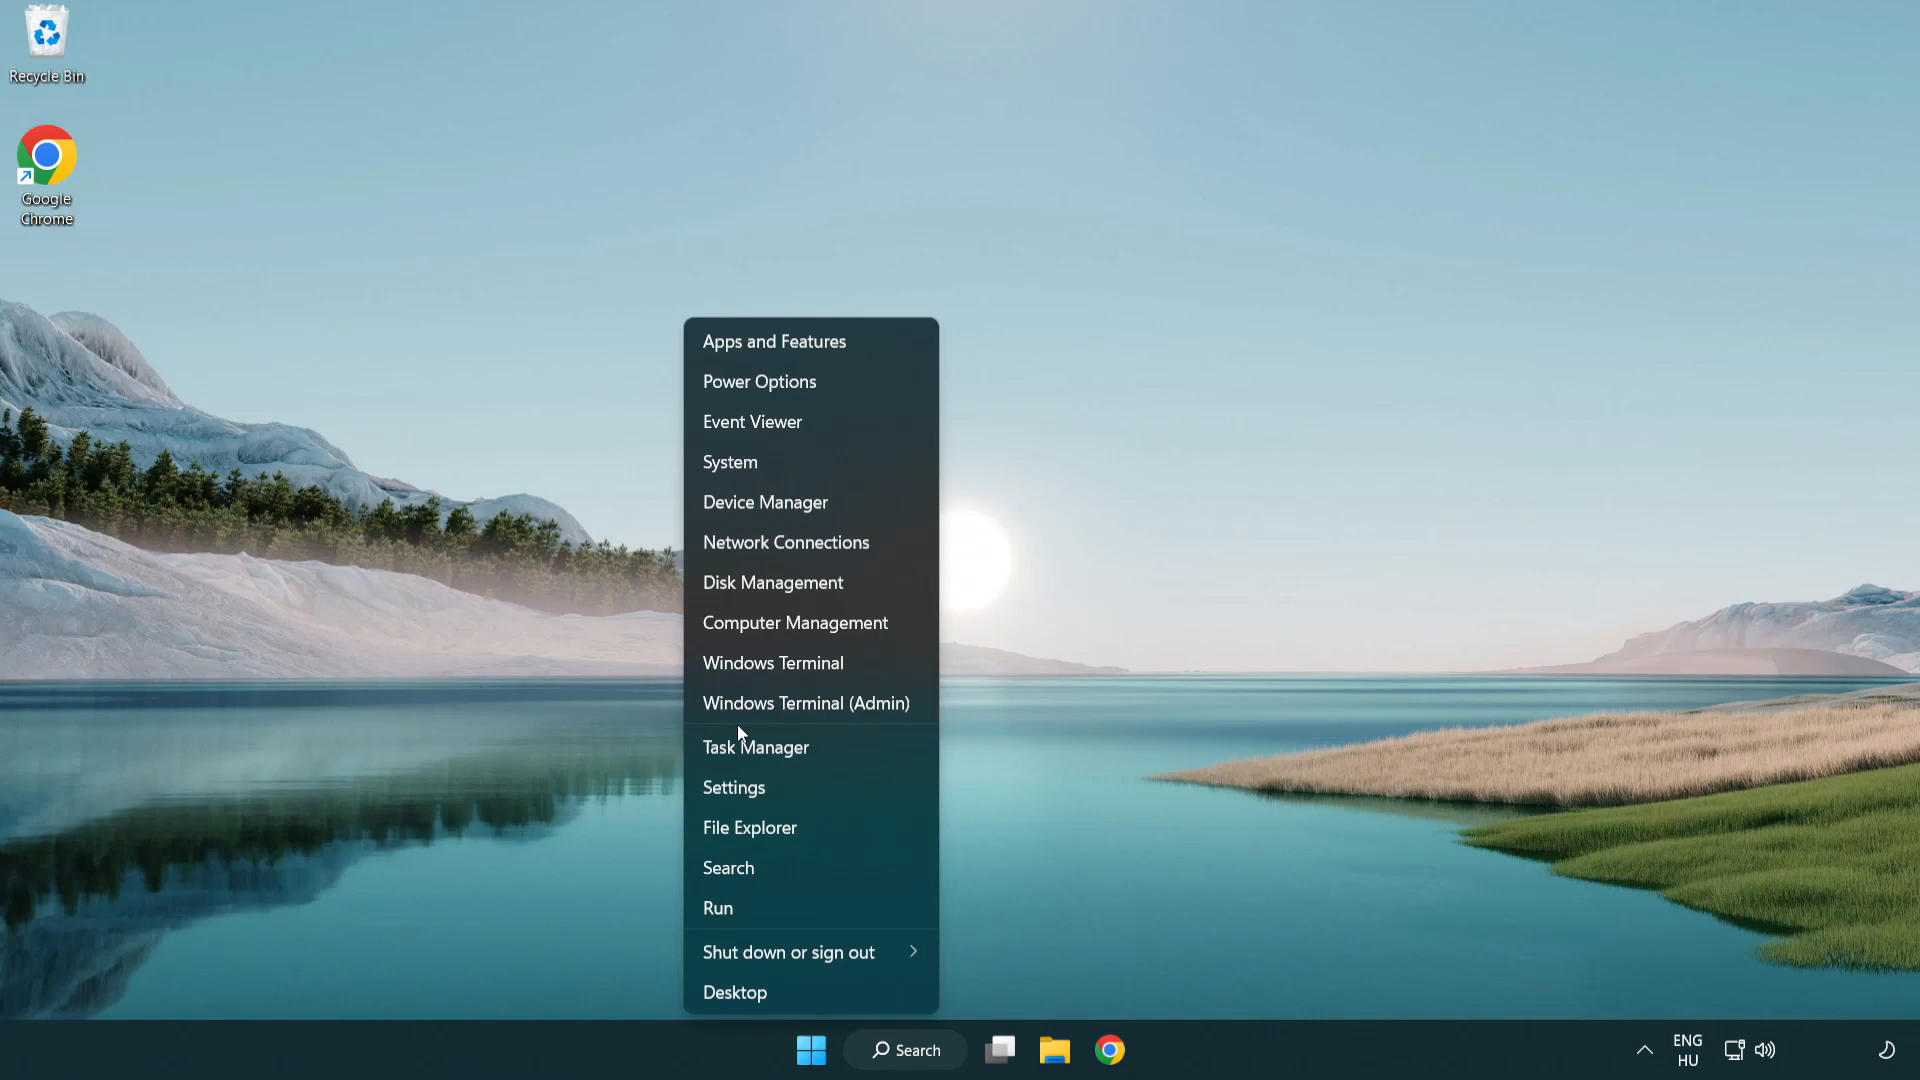 Recycle Bin
Google
Chrome
Apps and Features
Power Options
Event Viewer
System
Device Manager
Network Connections
Disk Management
Computer Management
Windows Terminal
Windows Terminal (Admin)
Task Manager
Settings
File Explorer
Search
Run
Shut down or sign out
Desktop
Search
ENG
HU